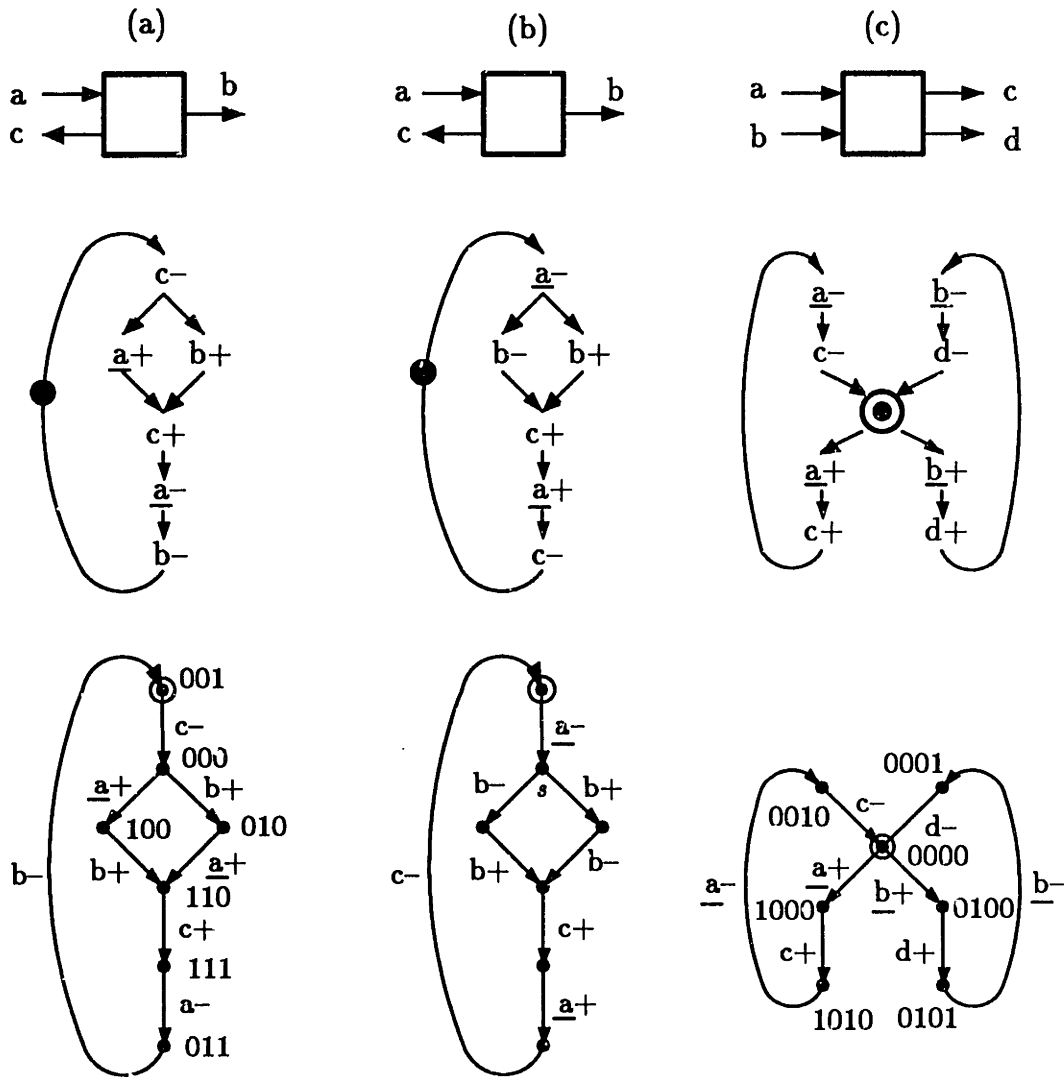 (a) (b) (c)
a b a b a c
c c b d
c− a− a− b−
a+ b+ b− b+ c− d−
c+ c+ a+ b+
a− a+ c+ d+
b− c−
001
c− a−
000 0001
a+ b+ b− b+ c−
s 0010 d−
100 010 0000
b− b+ a+ c− b+ b− a− a+ b+ b−
110 1000 0100
c+ c+ c+ d+
111
a− a+ 1010 0101
011